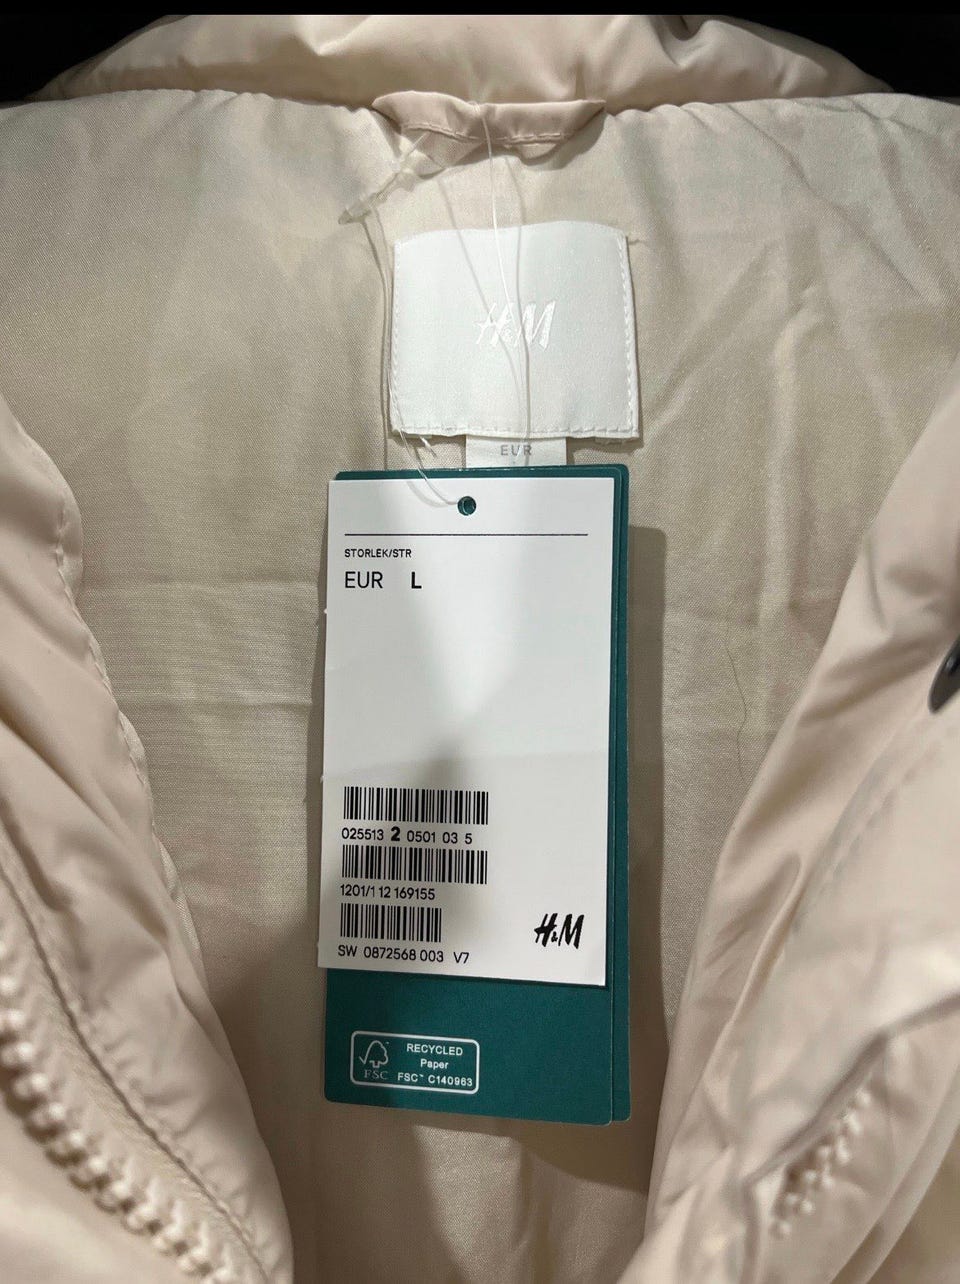 H&M
EUR
STORLEK/STR
EUR L
025513 2 0501 03 5
1201/1 12 169155
H&M
SW 0872568 003 V7
RECYCLED
Paper
FSC
FSC™ C140963